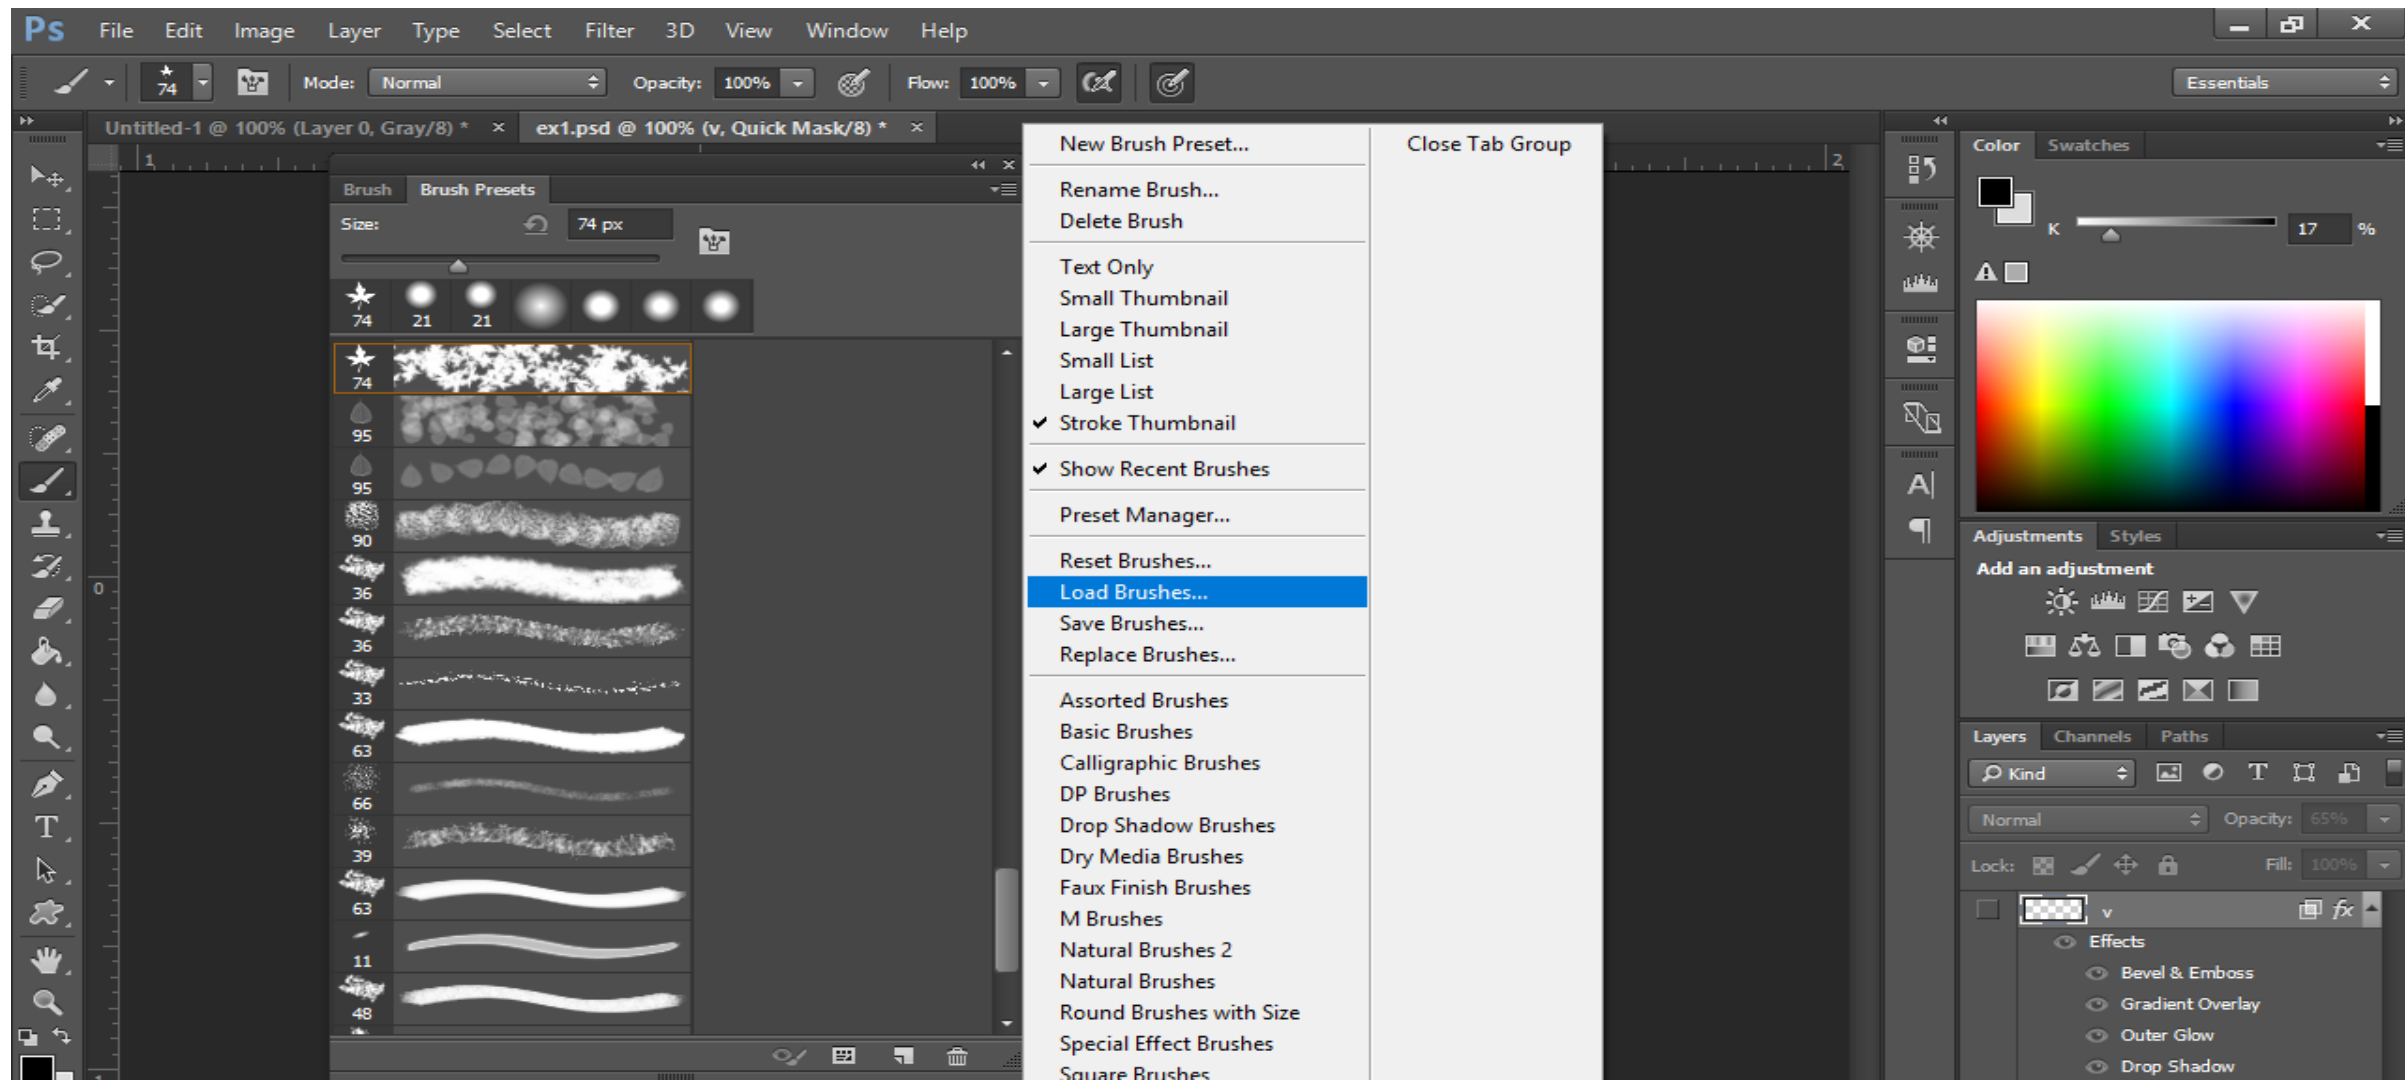 Ps File Edit Image Layer Type Select Filter 3D View Window Help
74 Mode: Normal Opacity: 100% Flow: 100% Essentials
Untitled-1 @ 100% (Layer 0, Gray/8) * × ex1.psd @ 100% (v, Quick Mask/8) * ×
1
2
0
Brush Brush Presets
Size: 74 px
74 21 21
74
95
95
90
36
36
33
63
66
39
63
11
48
New Brush Preset...
Rename Brush...
Delete Brush
Text Only
Small Thumbnail
Large Thumbnail
Small List
Large List
Stroke Thumbnail
Show Recent Brushes
Preset Manager...
Reset Brushes...
Load Brushes...
Save Brushes...
Replace Brushes...
Assorted Brushes
Basic Brushes
Calligraphic Brushes
DP Brushes
Drop Shadow Brushes
Dry Media Brushes
Faux Finish Brushes
M Brushes
Natural Brushes 2
Natural Brushes
Round Brushes with Size
Special Effect Brushes
Square Brushes
Close Tab Group
Color Swatches
K 17 %
Adjustments Styles
Add an adjustment
Layers Channels Paths
Kind
Normal Opacity: 65%
Lock: Fill: 100%
v fx
Effects
Bevel & Emboss
Gradient Overlay
Outer Glow
Drop Shadow